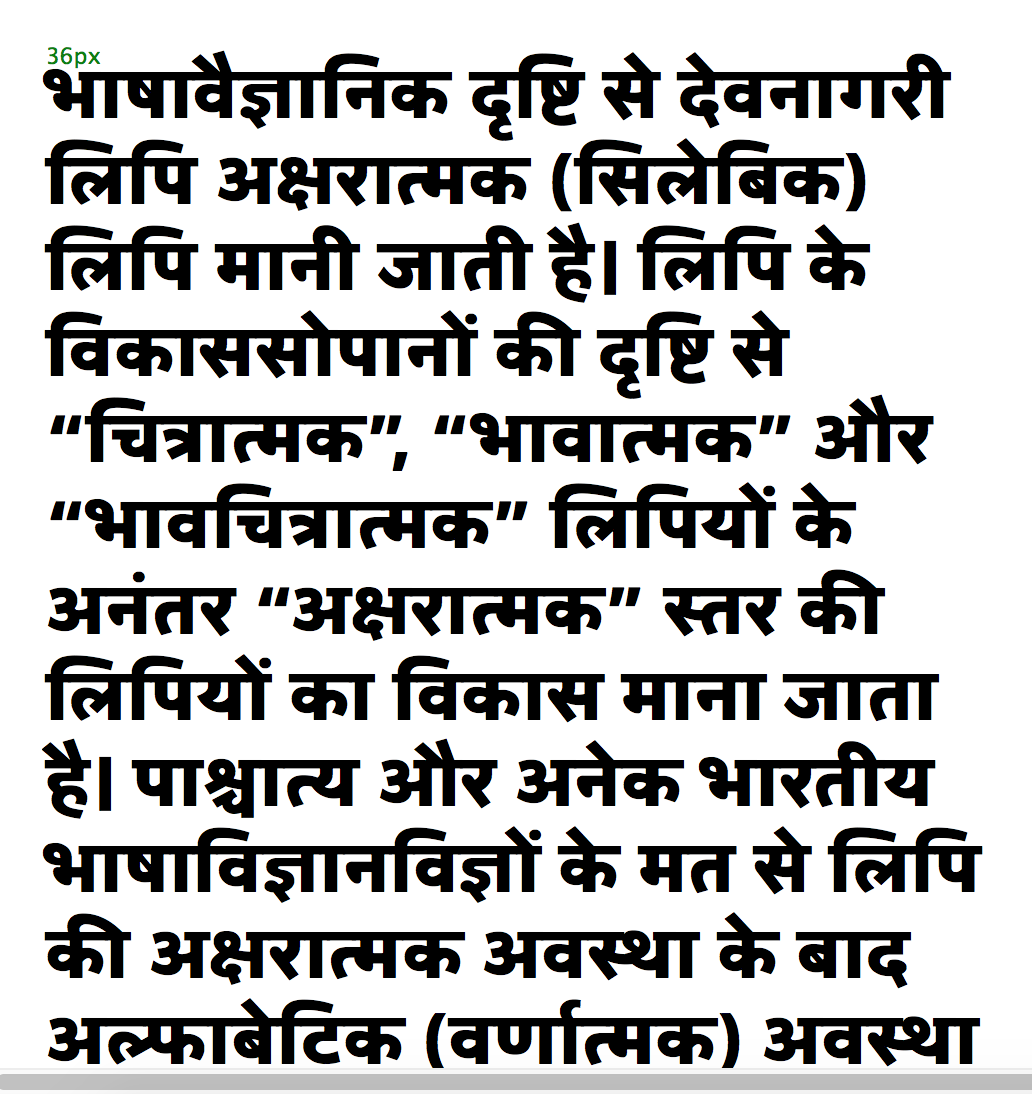 36px
भाषावैज्ञानिक दृष्टि से देवनागरी
लिपि अक्षरात्मक (सिलेबिक)
लिपि मानी जाती है। लिपि के
विकाससोपानों की दृष्टि से
“चित्रात्मक”, “भावात्मक” और
“भावचित्रात्मक” लिपियों के
अनंतर “अक्षरात्मक” स्तर की
लिपियों का विकास माना जाता
है। पाश्चात्य और अनेक भारतीय
भाषाविज्ञानविज्ञों के मत से लिपि
की अक्षरात्मक अवस्था के बाद
अल्फाबेटिक (वर्णात्मक) अवस्था